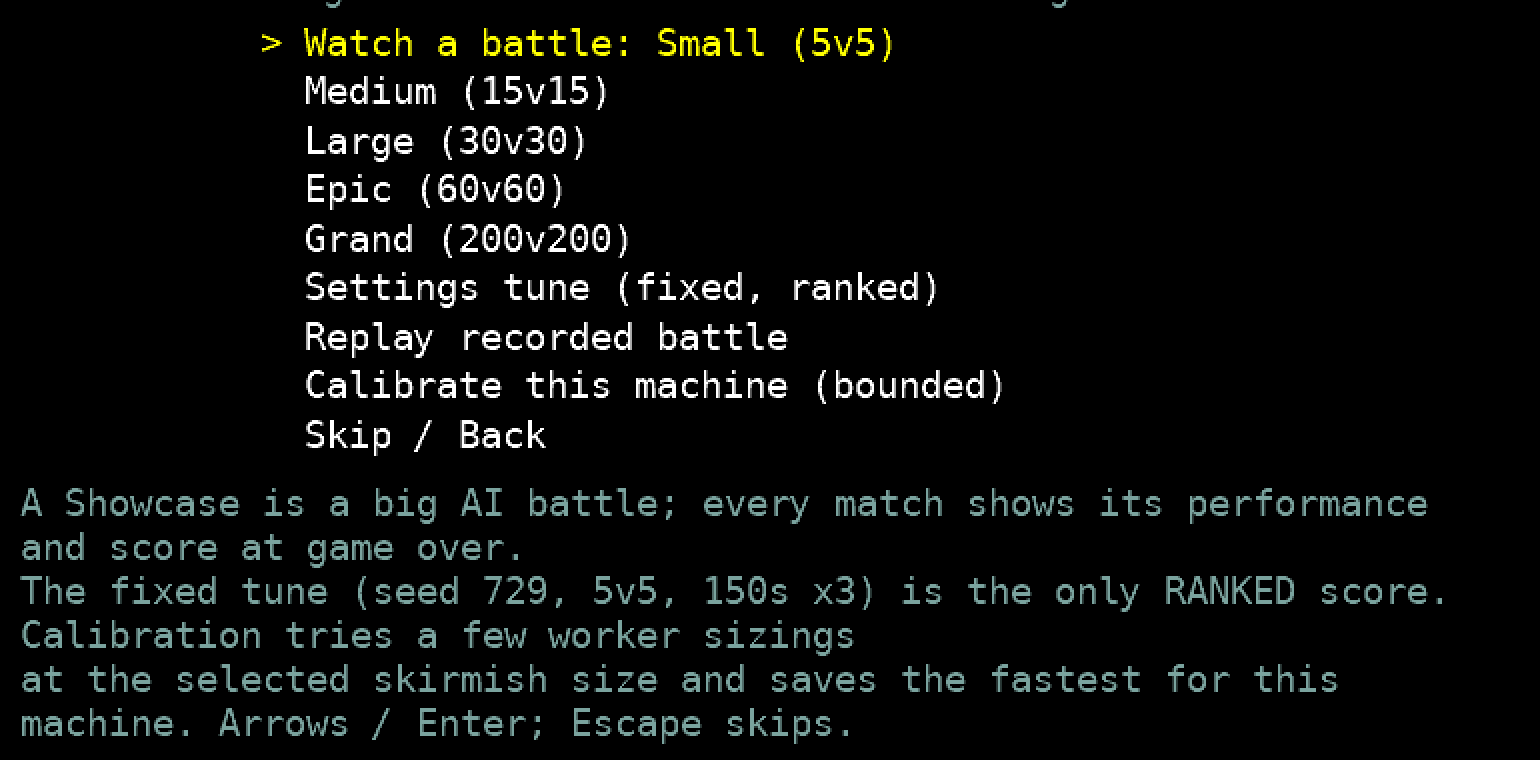 > Watch a battle: Small (5v5)
Medium (15v15)
Large (30v30)
Epic (60v60)
Grand (200v200)
Settings tune (fixed, ranked)
Replay recorded battle
Calibrate this machine (bounded)
Skip / Back
A Showcase is a big AI battle; every match shows its performance
and score at game over.
The fixed tune (seed 729, 5v5, 150s x3) is the only RANKED score.
Calibration tries a few worker sizings
at the selected skirmish size and saves the fastest for this
machine. Arrows / Enter; Escape skips.